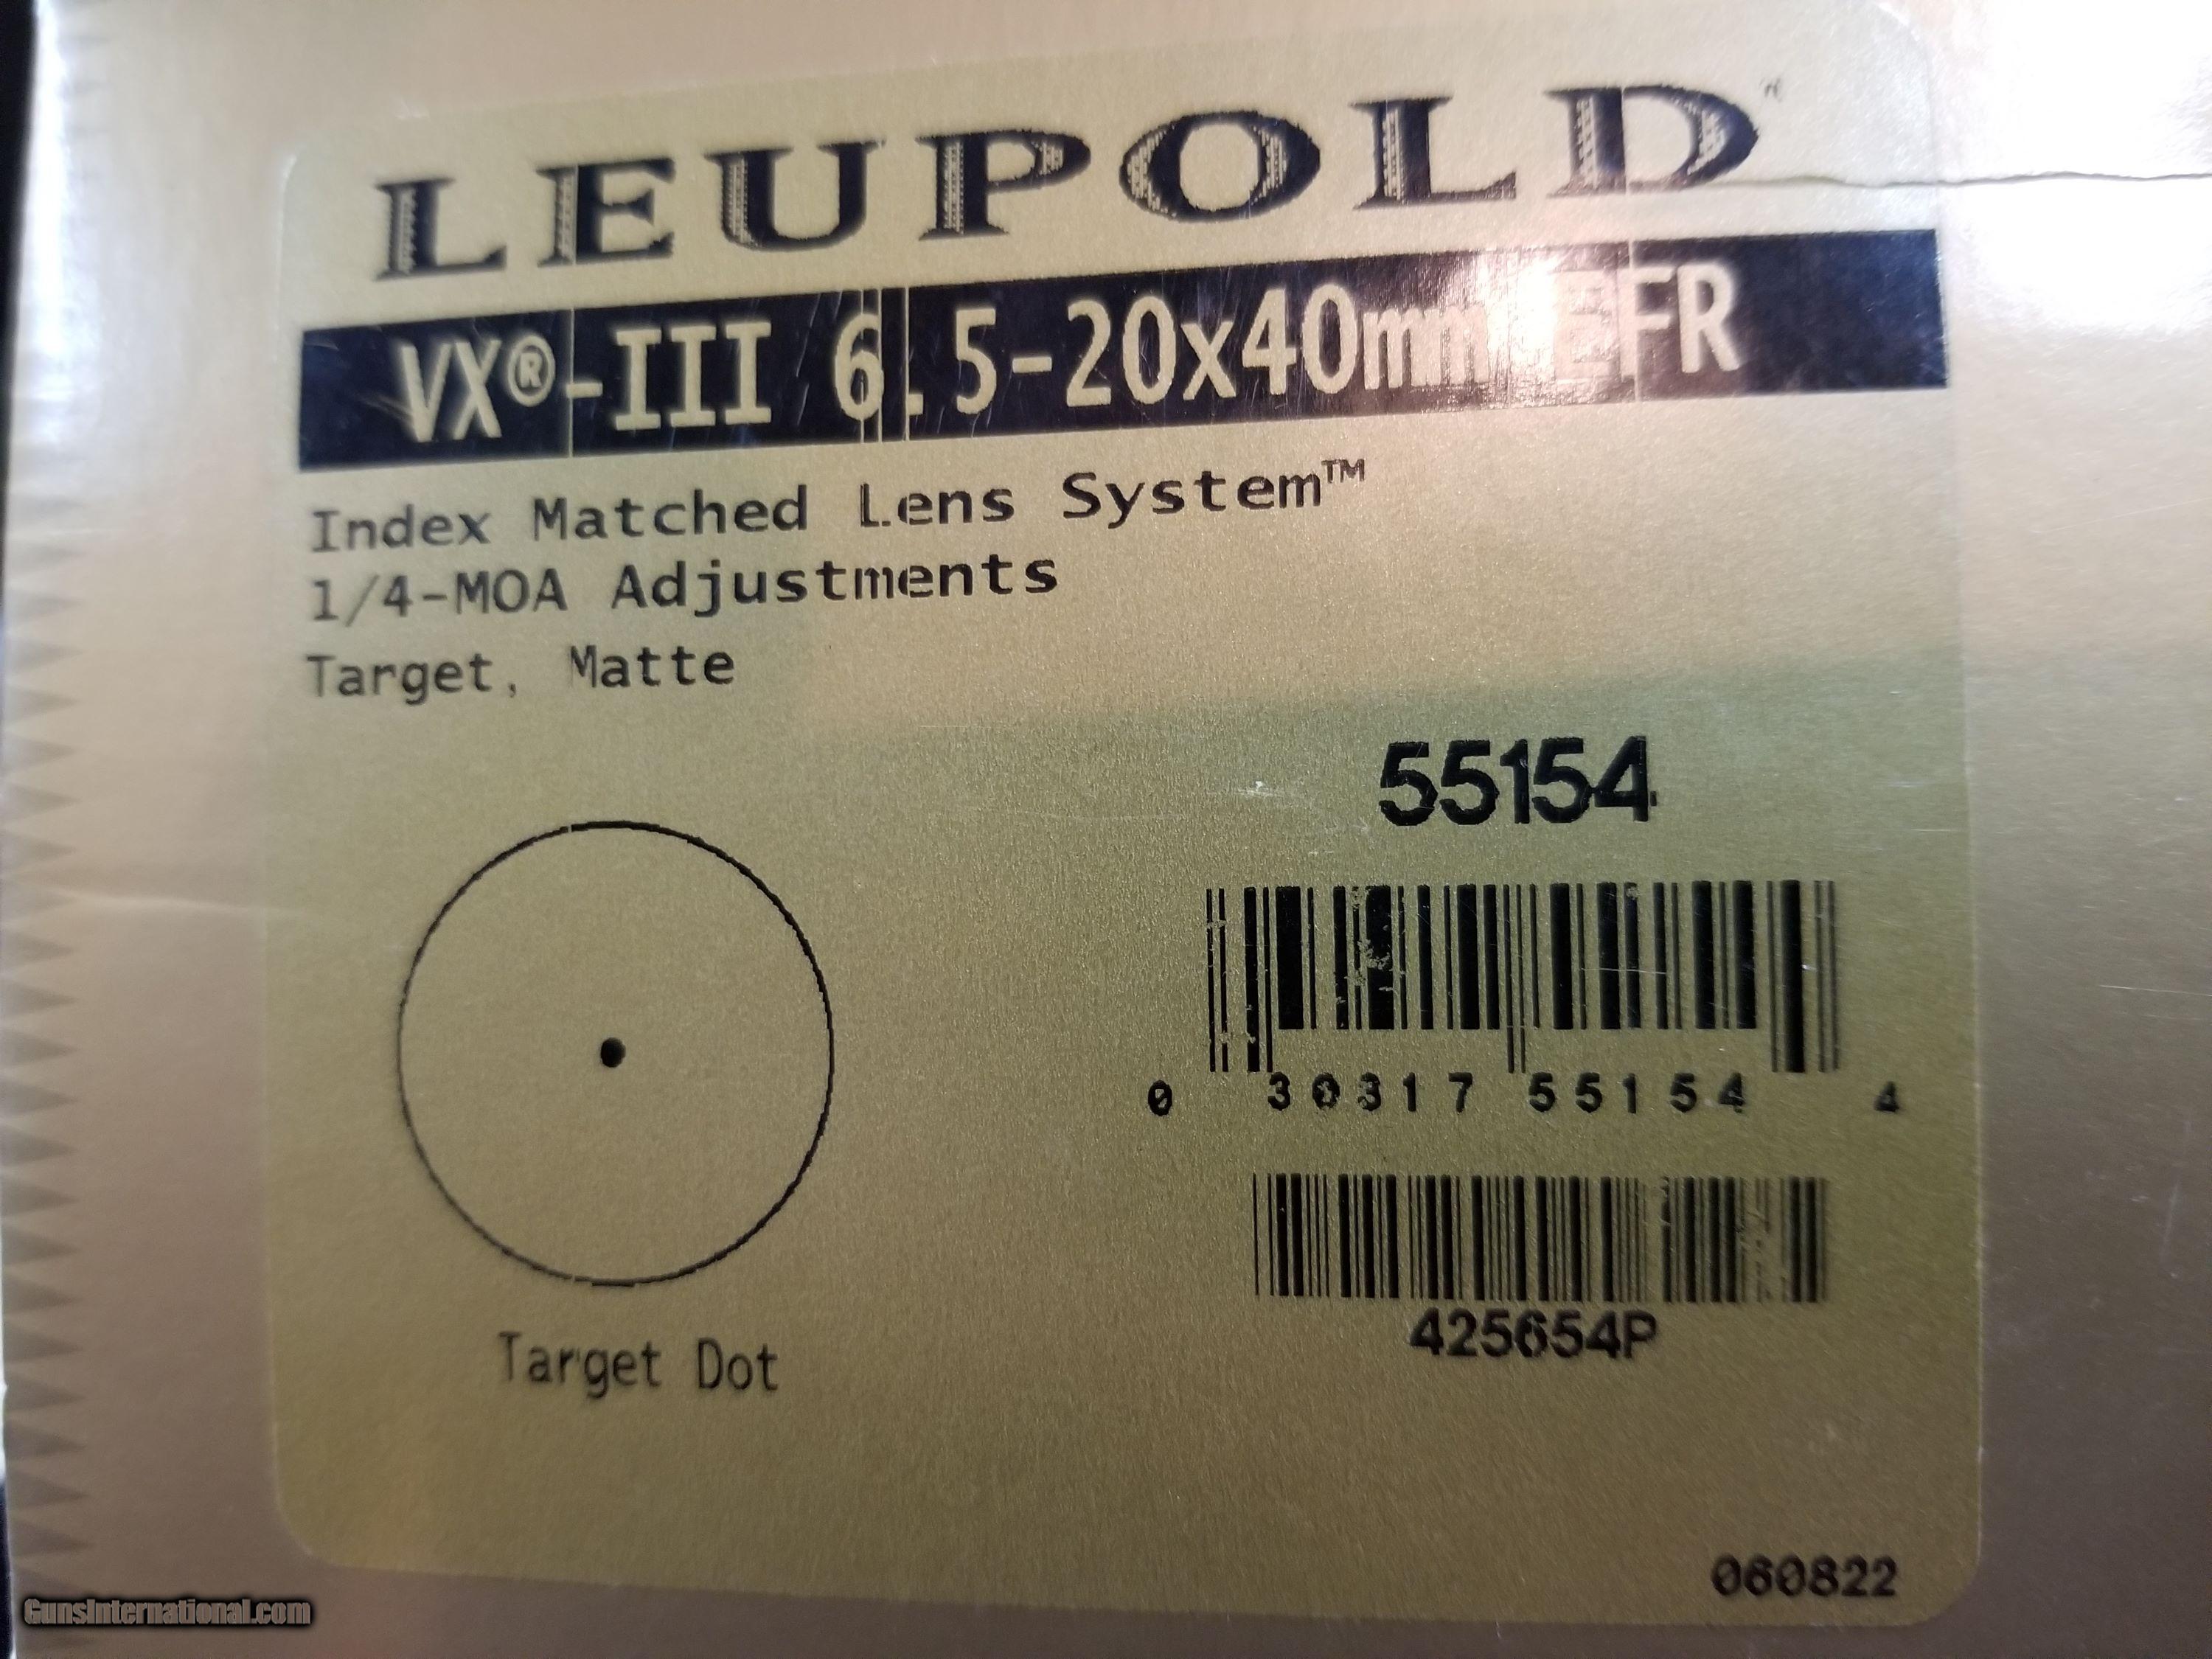 LEUPOLD™
VX®-III 6.5-20x40mm EFR
Index Matched Lens System™
1/4-MOA Adjustments
Target, Matte
55154
0 30317 55154 4
425654P
Target Dot
060822
GunsInternational.com